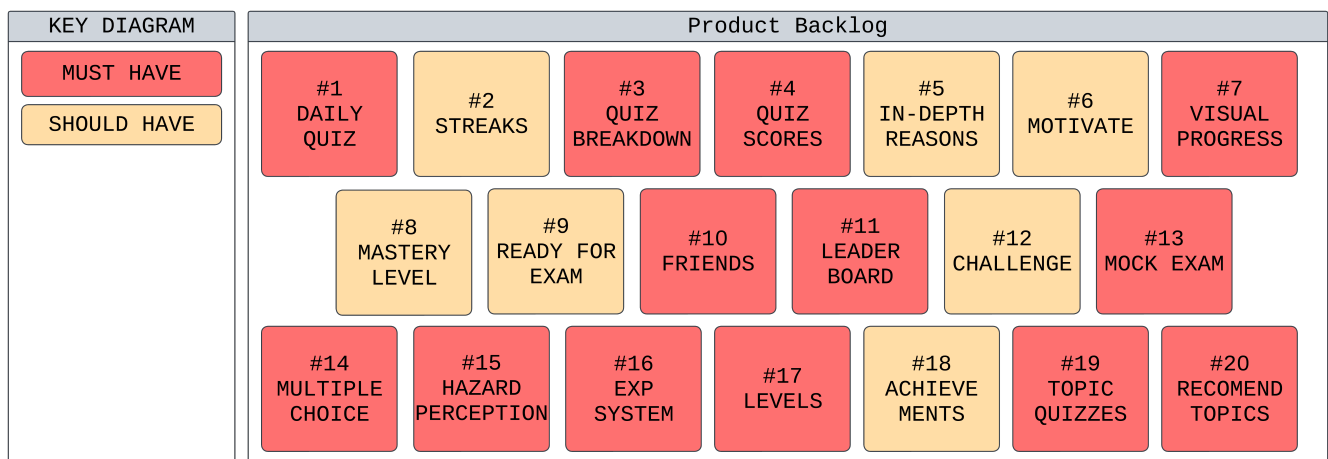 KEY DIAGRAM
MUST HAVE
SHOULD HAVE
Product Backlog
#1
DAILY
QUIZ
#2
STREAKS
#3
QUIZ
BREAKDOWN
#4
QUIZ
SCORES
#5
IN-DEPTH
REASONS
#6
MOTIVATE
#7
VISUAL
PROGRESS
#8
MASTERY
LEVEL
#9
READY FOR
EXAM
#10
FRIENDS
#11
LEADER
BOARD
#12
CHALLENGE
#13
MOCK EXAM
#14
MULTIPLE
CHOICE
#15
HAZARD
PERCEPTION
#16
EXP
SYSTEM
#17
LEVELS
#18
ACHIEVE
MENTS
#19
TOPIC
QUIZZES
#20
RECOMEND
TOPICS